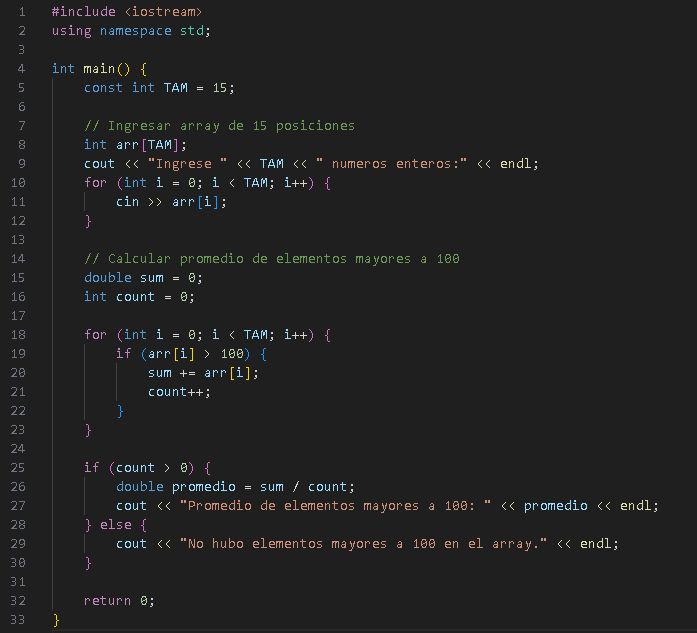 1 #include <iostream>
2 using namespace std;
3
4 int main() {
5     const int TAM = 15;
6
7     // Ingresar array de 15 posiciones
8     int arr[TAM];
9     cout << "Ingrese " << TAM << " numeros enteros:" << endl;
10     for (int i = 0; i < TAM; i++) {
11         cin >> arr[i];
12     }
13
14     // Calcular promedio de elementos mayores a 100
15     double sum = 0;
16     int count = 0;
17
18     for (int i = 0; i < TAM; i++) {
19         if (arr[i] > 100) {
20             sum += arr[i];
21             count++;
22         }
23     }
24
25     if (count > 0) {
26         double promedio = sum / count;
27         cout << "Promedio de elementos mayores a 100: " << promedio << endl;
28     } else {
29         cout << "No hubo elementos mayores a 100 en el array." << endl;
30     }
31
32     return 0;
33 }